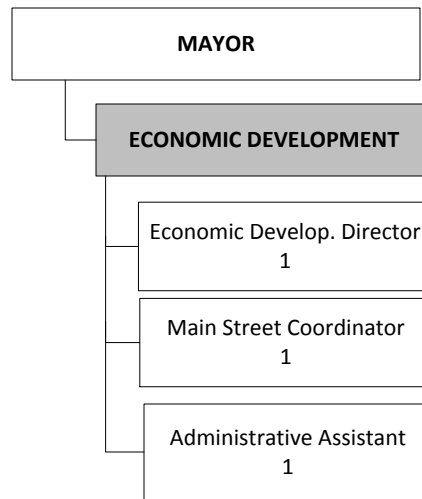 MAYOR
ECONOMIC DEVELOPMENT
Economic Develop. Director
1
Main Street Coordinator
1
Administrative Assistant
1